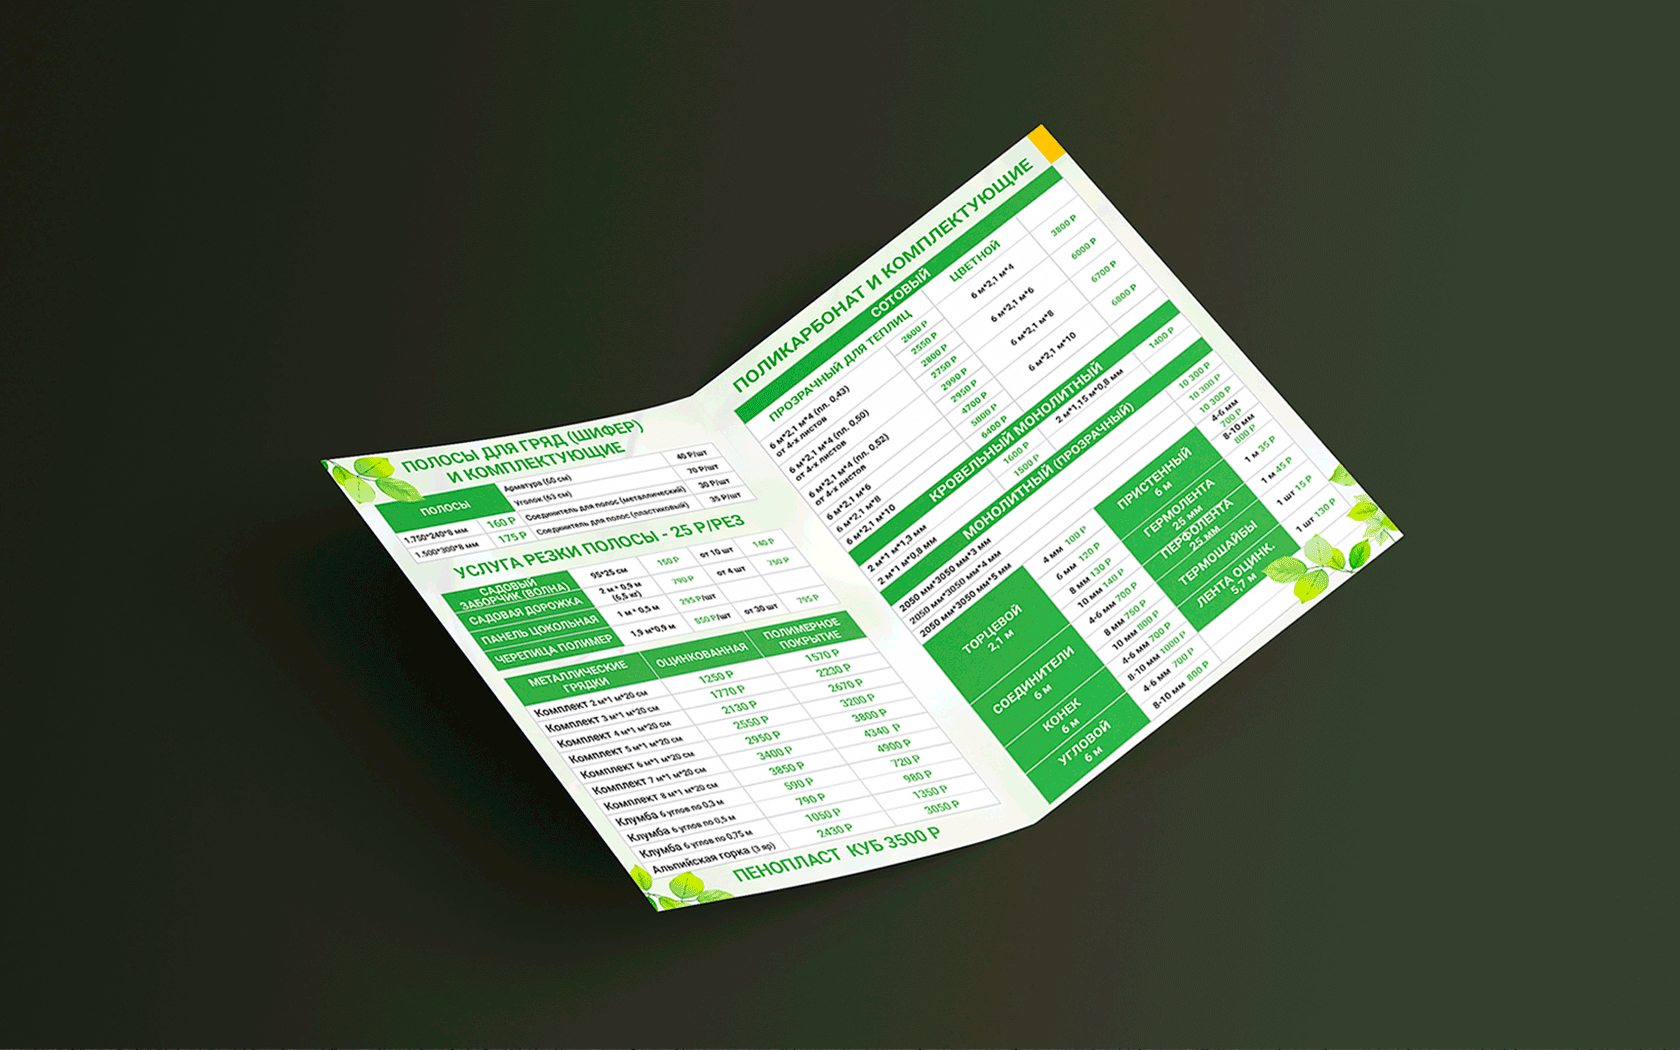 ПОЛОСЫ ДЛЯ ГРЯД (ШИФЕР)
И КОМПЛЕКТУЮЩИЕ
ПОЛОСЫ
1.750*240*8 мм 160 Р
1.500*300*8 мм 175 Р
Арматура (60 см) 40 Р/шт
Уголок (63 см) 70 Р/шт
Соединитель для полос (металлический) 30 Р/шт
Соединитель для полос (пластиковый) 35 Р/шт
УСЛУГА РЕЗКИ ПОЛОСЫ - 25 Р/РЕЗ
САДОВЫЙ
ЗАБОРЧИК (ВОЛНА) 95*25 см 150 Р от 10 шт 140 Р
САДОВАЯ ДОРОЖКА 2 м * 0,9 м
(6,5 кг) 790 Р от 4 шт 750 Р
ПАНЕЛЬ ЦОКОЛЬНАЯ 1 м * 0,5 м 295 Р/шт
ЧЕРЕПИЦА ПОЛИМЕР 1,9 м*0,9 м 850 Р/шт от 30 шт 795 Р
МЕТАЛЛИЧЕСКИЕ
ГРЯДКИ ОЦИНКОВАННАЯ ПОЛИМЕРНОЕ
ПОКРЫТИЕ
Комплект 2 м*1 м*20 см 1250 Р 1570 Р
Комплект 3 м*1 м*20 см 1770 Р 2230 Р
Комплект 4 м*1 м*20 см 2130 Р 2670 Р
Комплект 5 м*1 м*20 см 2550 Р 3200 Р
Комплект 6 м*1 м*20 см 2950 Р 3800 Р
Комплект 7 м*1 м*20 см 3400 Р 4340 Р
Комплект 8 м*1 м*20 см 3850 Р 4900 Р
Клумба 6 углов по 0,3 м 590 Р 720 Р
Клумба 6 углов по 0,5 м 790 Р 980 Р
Клумба 6 углов по 0,75 м 1050 Р 1350 Р
Альпийская горка (3 яр) 2430 Р 3050 Р
ПЕНОПЛАСТ КУБ 3500 Р
ПОЛИКАРБОНАТ И КОМПЛЕКТУЮЩИЕ
СОТОВЫЙ
ПРОЗРАЧНЫЙ ДЛЯ ТЕПЛИЦ
6 м*2,1 м*4 (пл. 0,43) 2600 Р
от 4-х листов 2550 Р
6 м*2,1 м*4 (пл. 0,50) 2800 Р
от 4-х листов 2750 Р
6 м*2,1 м*4 (пл. 0,52) 2990 Р
от 4-х листов 2950 Р
6 м*2,1 м*6 4700 Р
6 м*2,1 м*8 5800 Р
6 м*2,1 м*10 6400 Р
ЦВЕТНОЙ
6 м*2,1 м*4 3800 Р
6 м*2,1 м*6 6000 Р
6 м*2,1 м*8 6700 Р
6 м*2,1 м*10 6800 Р
КРОВЕЛЬНЫЙ МОНОЛИТНЫЙ
2 м*1 м*1,3 мм 1600 Р
2 м*1 м*0,8 мм 1500 Р
2 м*1,15 м*0,8 мм 1400 Р
МОНОЛИТНЫЙ (ПРОЗРАЧНЫЙ)
2050 мм*3050 мм*3 мм 10 300 Р
2050 мм*3050 мм*4 мм 10 300 Р
2050 мм*3050 мм*5 мм 10 300 Р
ТОРЦЕВОЙ
2,1 м
4 мм 100 Р
6 мм 120 Р
8 мм 130 Р
10 мм 140 Р
СОЕДИНИТЕЛИ
6 м
4-6 мм 700 Р
8 мм 750 Р
10 мм 800 Р
КОНЕК
6 м
4-6 мм 700 Р
8-10 мм 1000 Р
УГЛОВОЙ
6 м
4-6 мм 700 Р
8-10 мм 800 Р
ПРИСТЕННЫЙ
6 м
4-6 мм
700 Р
8-10 мм
800 Р
ГЕРМОЛЕНТА
25 мм
1 м 35 Р
ПЕРФОЛЕНТА
25 мм
1 м 45 Р
ТЕРМОШАЙБЫ
1 шт 15 Р
ЛЕНТА ОЦИНК.
5,7 м
1 шт 130 Р